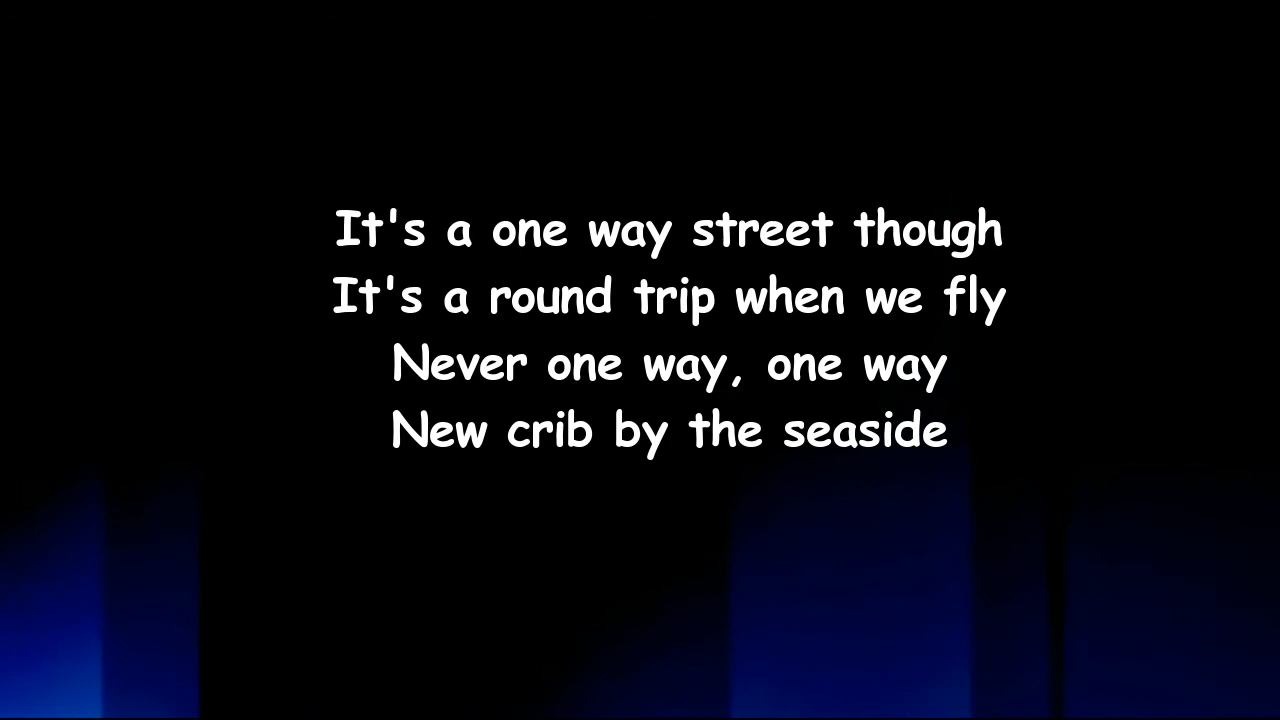 It's a one way street though
It's a round trip when we fly
Never one way, one way
New crib by the seaside